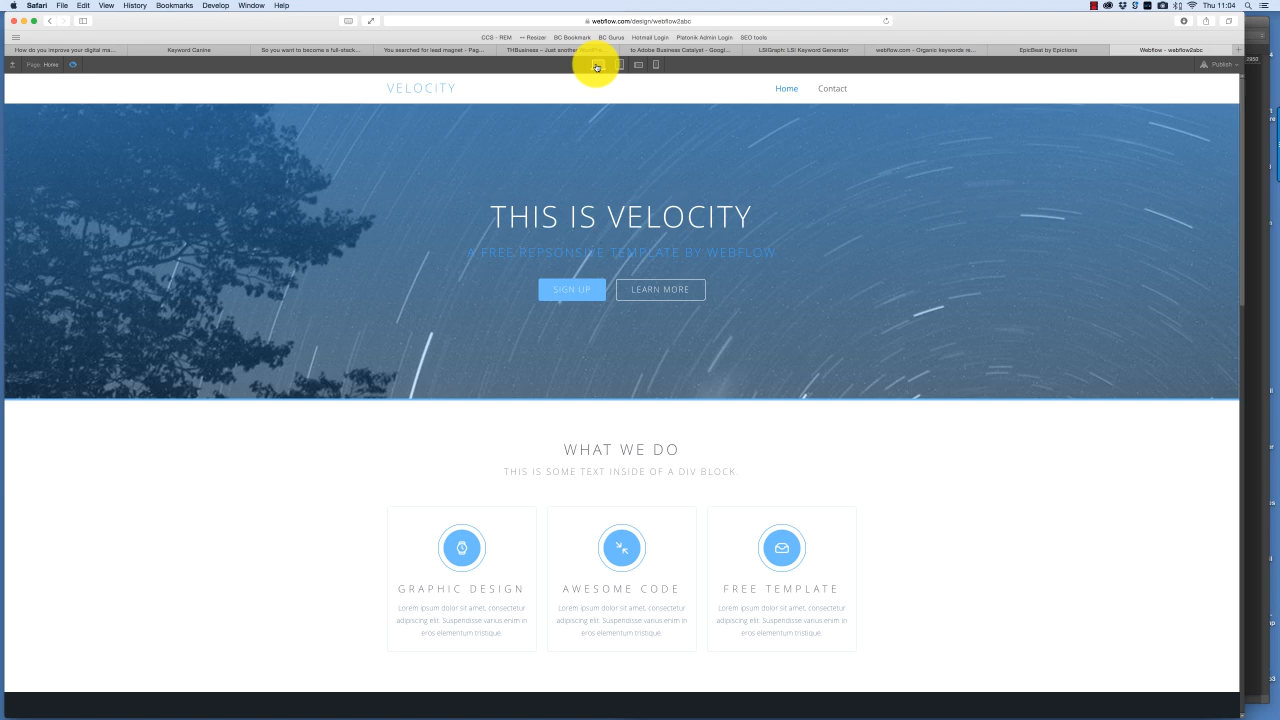 Safari File Edit View History Bookmarks Develop Window Help
Thu 11:04
webflow.com/design/webflow2abc
CCS - REM
Resizer
BC Bookmark
BC Gurus
Hotmail Login
Platonik Admin Login
SEO tools
How do you improve your digital ma...
Keyword Canine
So you want to become a full-stack...
You searched for lead magnet - Pag...
THBusiness – Just another
to Adobe Business Catalyst - Googl...
LSIGraph: LSI Keyword Generator
webflow.com - Organic keywords re...
EpicBeat by Epictions
Webflow - webflow2abc
Page: Home
Publish
VELOCITY
Home
Contact
THIS IS VELOCITY
A FREE REPSONSIVE TEMPLATE BY WEBFLOW
SIGN UP
LEARN MORE
WHAT WE DO
THIS IS SOME TEXT INSIDE OF A DIV BLOCK.
GRAPHIC DESIGN
Lorem ipsum dolor sit amet, consectetur
adipiscing elit. Suspendisse varius enim in
eros elementum tristique.
AWESOME CODE
Lorem ipsum dolor sit amet, consectetur
adipiscing elit. Suspendisse varius enim in
eros elementum tristique.
FREE TEMPLATE
Lorem ipsum dolor sit amet, consectetur
adipiscing elit. Suspendisse varius enim in
eros elementum tristique.